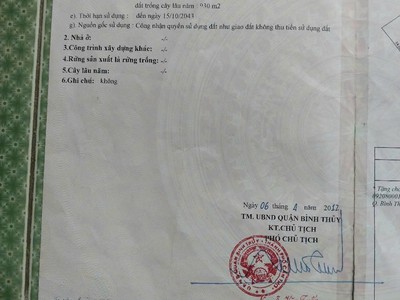 đất trồng cây lâu năm : 930 m2
e). Thời hạn sử dụng : đến ngày 15/10/2043
g). Nguồn gốc sử dụng : Công nhận quyền sử dụng đất như giao đất không thu tiền sử dụng đất
2. Nhà ở: -/-
3.Công trình xây dựng khác: -/-
4.Rừng sản xuất là rừng trồng: -/-
5.Cây lâu năm: -/-
6.Ghi chú: không
Ngày 06 tháng 4 năm 2012
TM. UBND QUẬN BÌNH THỦY
KT.CHỦ TỊCH
PHÓ CHỦ TỊCH
* Tặng cho